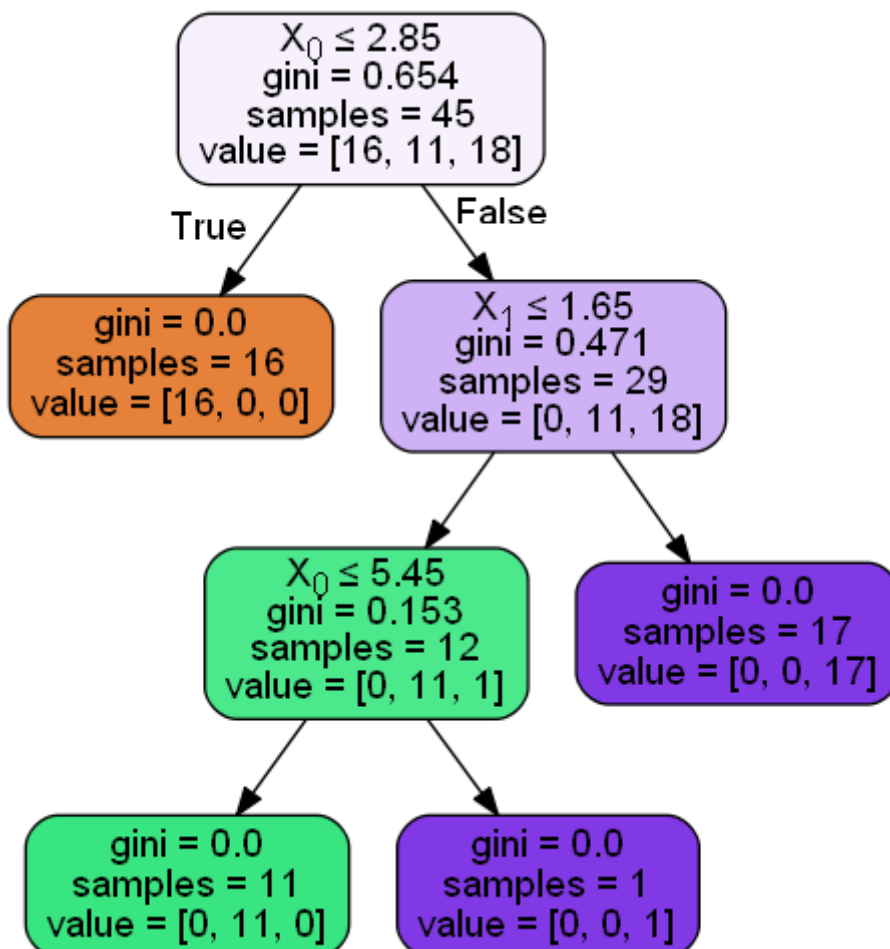 X₀ ≤ 2.85
gini = 0.654
samples = 45
value = [16, 11, 18]
True
False
gini = 0.0
samples = 16
value = [16, 0, 0]
X₁ ≤ 1.65
gini = 0.471
samples = 29
value = [0, 11, 18]
X₀ ≤ 5.45
gini = 0.153
samples = 12
value = [0, 11, 1]
gini = 0.0
samples = 17
value = [0, 0, 17]
gini = 0.0
samples = 11
value = [0, 11, 0]
gini = 0.0
samples = 1
value = [0, 0, 1]